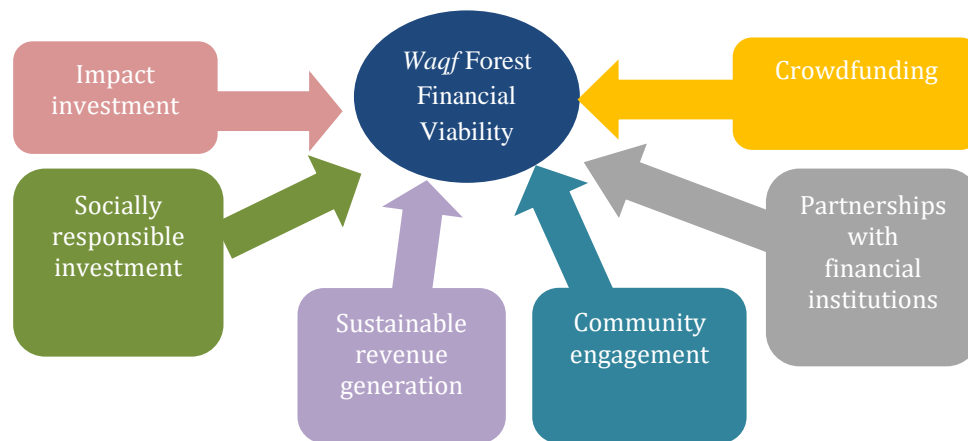 Waqf Forest
Financial
Viability
Impact
investment
Crowdfunding
Socially
responsible
investment
Partnerships
with
financial
institutions
Sustainable
revenue
generation
Community
engagement